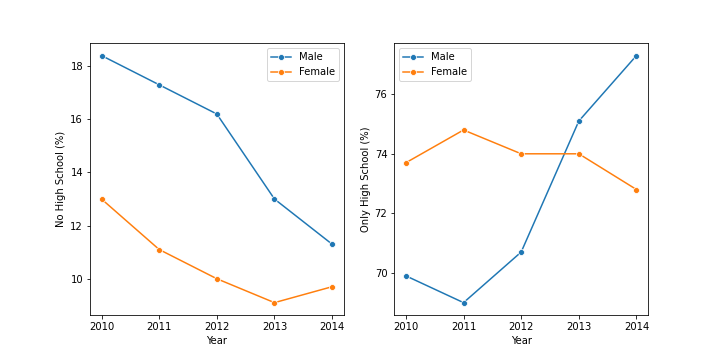 No High School (%)
18
16
14
12
10
Male
Female
2010 2011 2012 2013 2014
Year
Only High School (%)
76
74
72
70
Male
Female
2010 2011 2012 2013 2014
Year